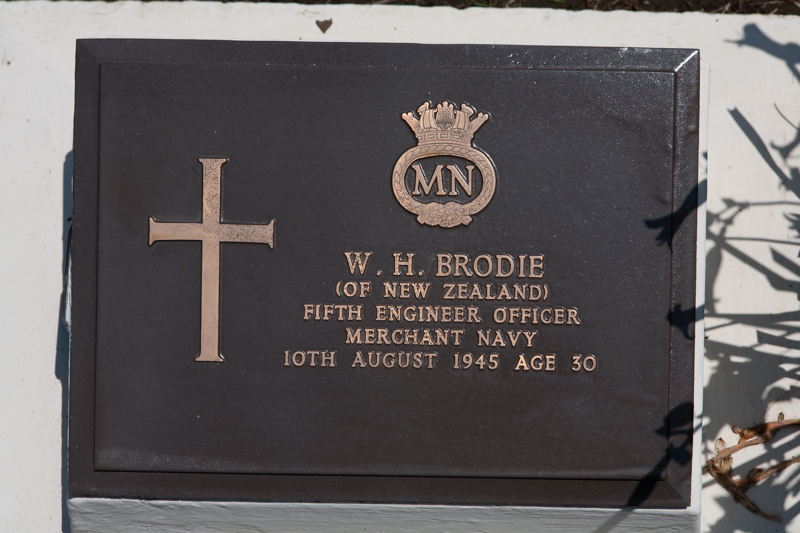 MN
W. H. BRODIE
(OF NEW ZEALAND)
FIFTH ENGINEER OFFICER
MERCHANT NAVY
10TH AUGUST 1945 AGE 30